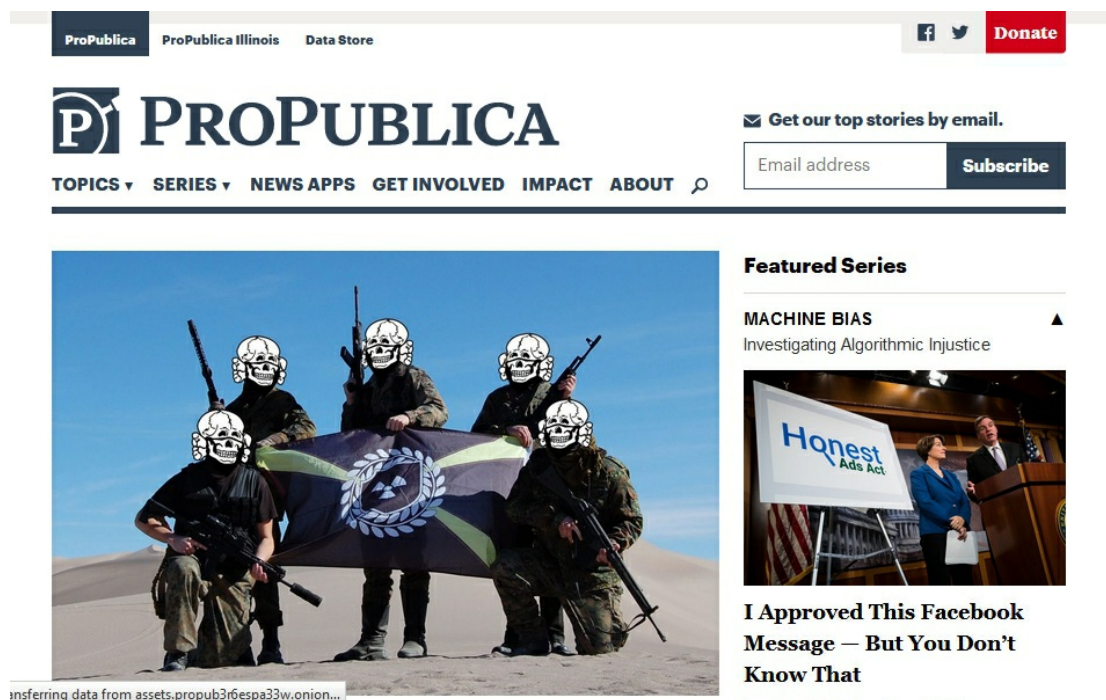 ProPublica ProPublica Illinois Data Store
Donate
PROPUBLICA
Get our top stories by email.
Email address Subscribe
TOPICS ▾ SERIES ▾ NEWS APPS GET INVOLVED IMPACT ABOUT
Featured Series
MACHINE BIAS ▲
Investigating Algorithmic Injustice
Honest
Ads Act
I Approved This Facebook
Message — But You Don’t
Know That
ansferring data from assets.propub3r6espa33w.onion...